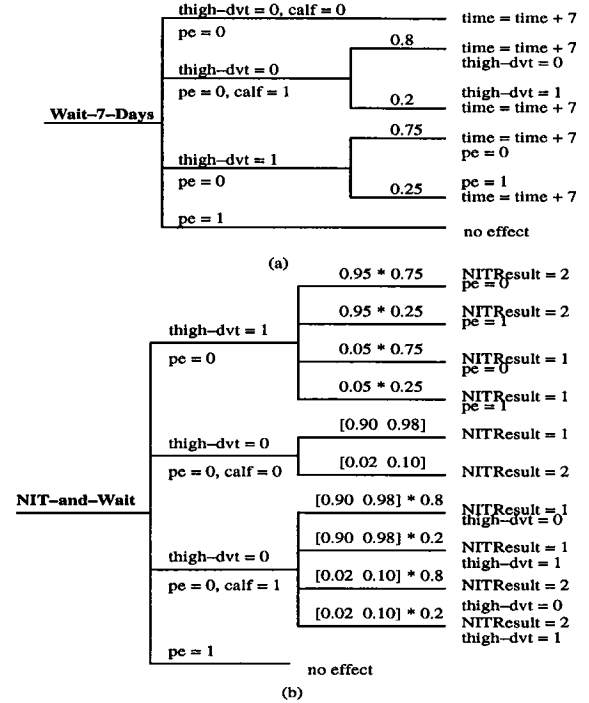 thigh–dvt = 0, calf = 0
time = time + 7
pe = 0
0.8
time = time + 7
thigh–dvt = 0
thigh–dvt = 0
pe = 0, calf = 1
0.2
thigh–dvt = 1
time = time + 7
Wait–7–Days
0.75
time = time + 7
pe = 0
thigh–dvt = 1
pe = 0
0.25
pe = 1
time = time + 7
pe = 1
no effect
(a)
0.95 * 0.75
NITResult = 2
pe = 0
0.95 * 0.25
NITResult = 2
pe = 1
thigh–dvt = 1
pe = 0
0.05 * 0.75
NITResult = 1
pe = 0
0.05 * 0.25
NITResult = 1
pe = 1
[0.90 0.98]
NITResult = 1
thigh–dvt = 0
pe = 0, calf = 0
[0.02 0.10]
NITResult = 2
NIT–and–Wait
[0.90 0.98] * 0.8
NITResult = 1
thigh–dvt = 0
[0.90 0.98] * 0.2
NITResult = 1
thigh–dvt = 1
thigh–dvt = 0
pe = 0, calf = 1
[0.02 0.10] * 0.8
NITResult = 2
thigh–dvt = 0
[0.02 0.10] * 0.2
NITResult = 2
thigh–dvt = 1
pe = 1
no effect
(b)